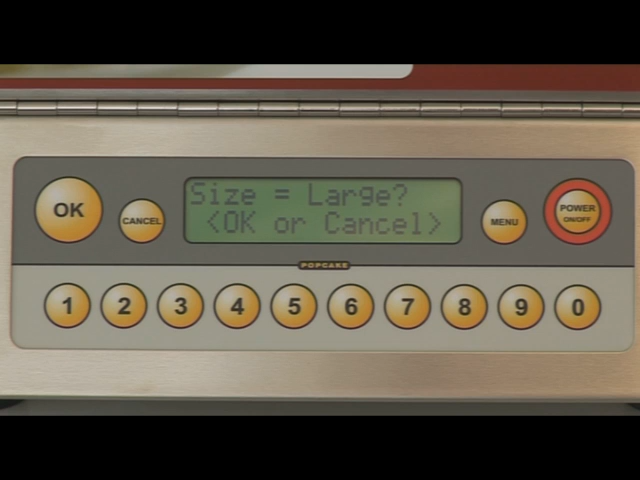 OK
CANCEL
Size = Large?
<OK or Cancel>
MENU
POWER
ON/OFF
POPCAKE
1 2 3 4 5 6 7 8 9 0